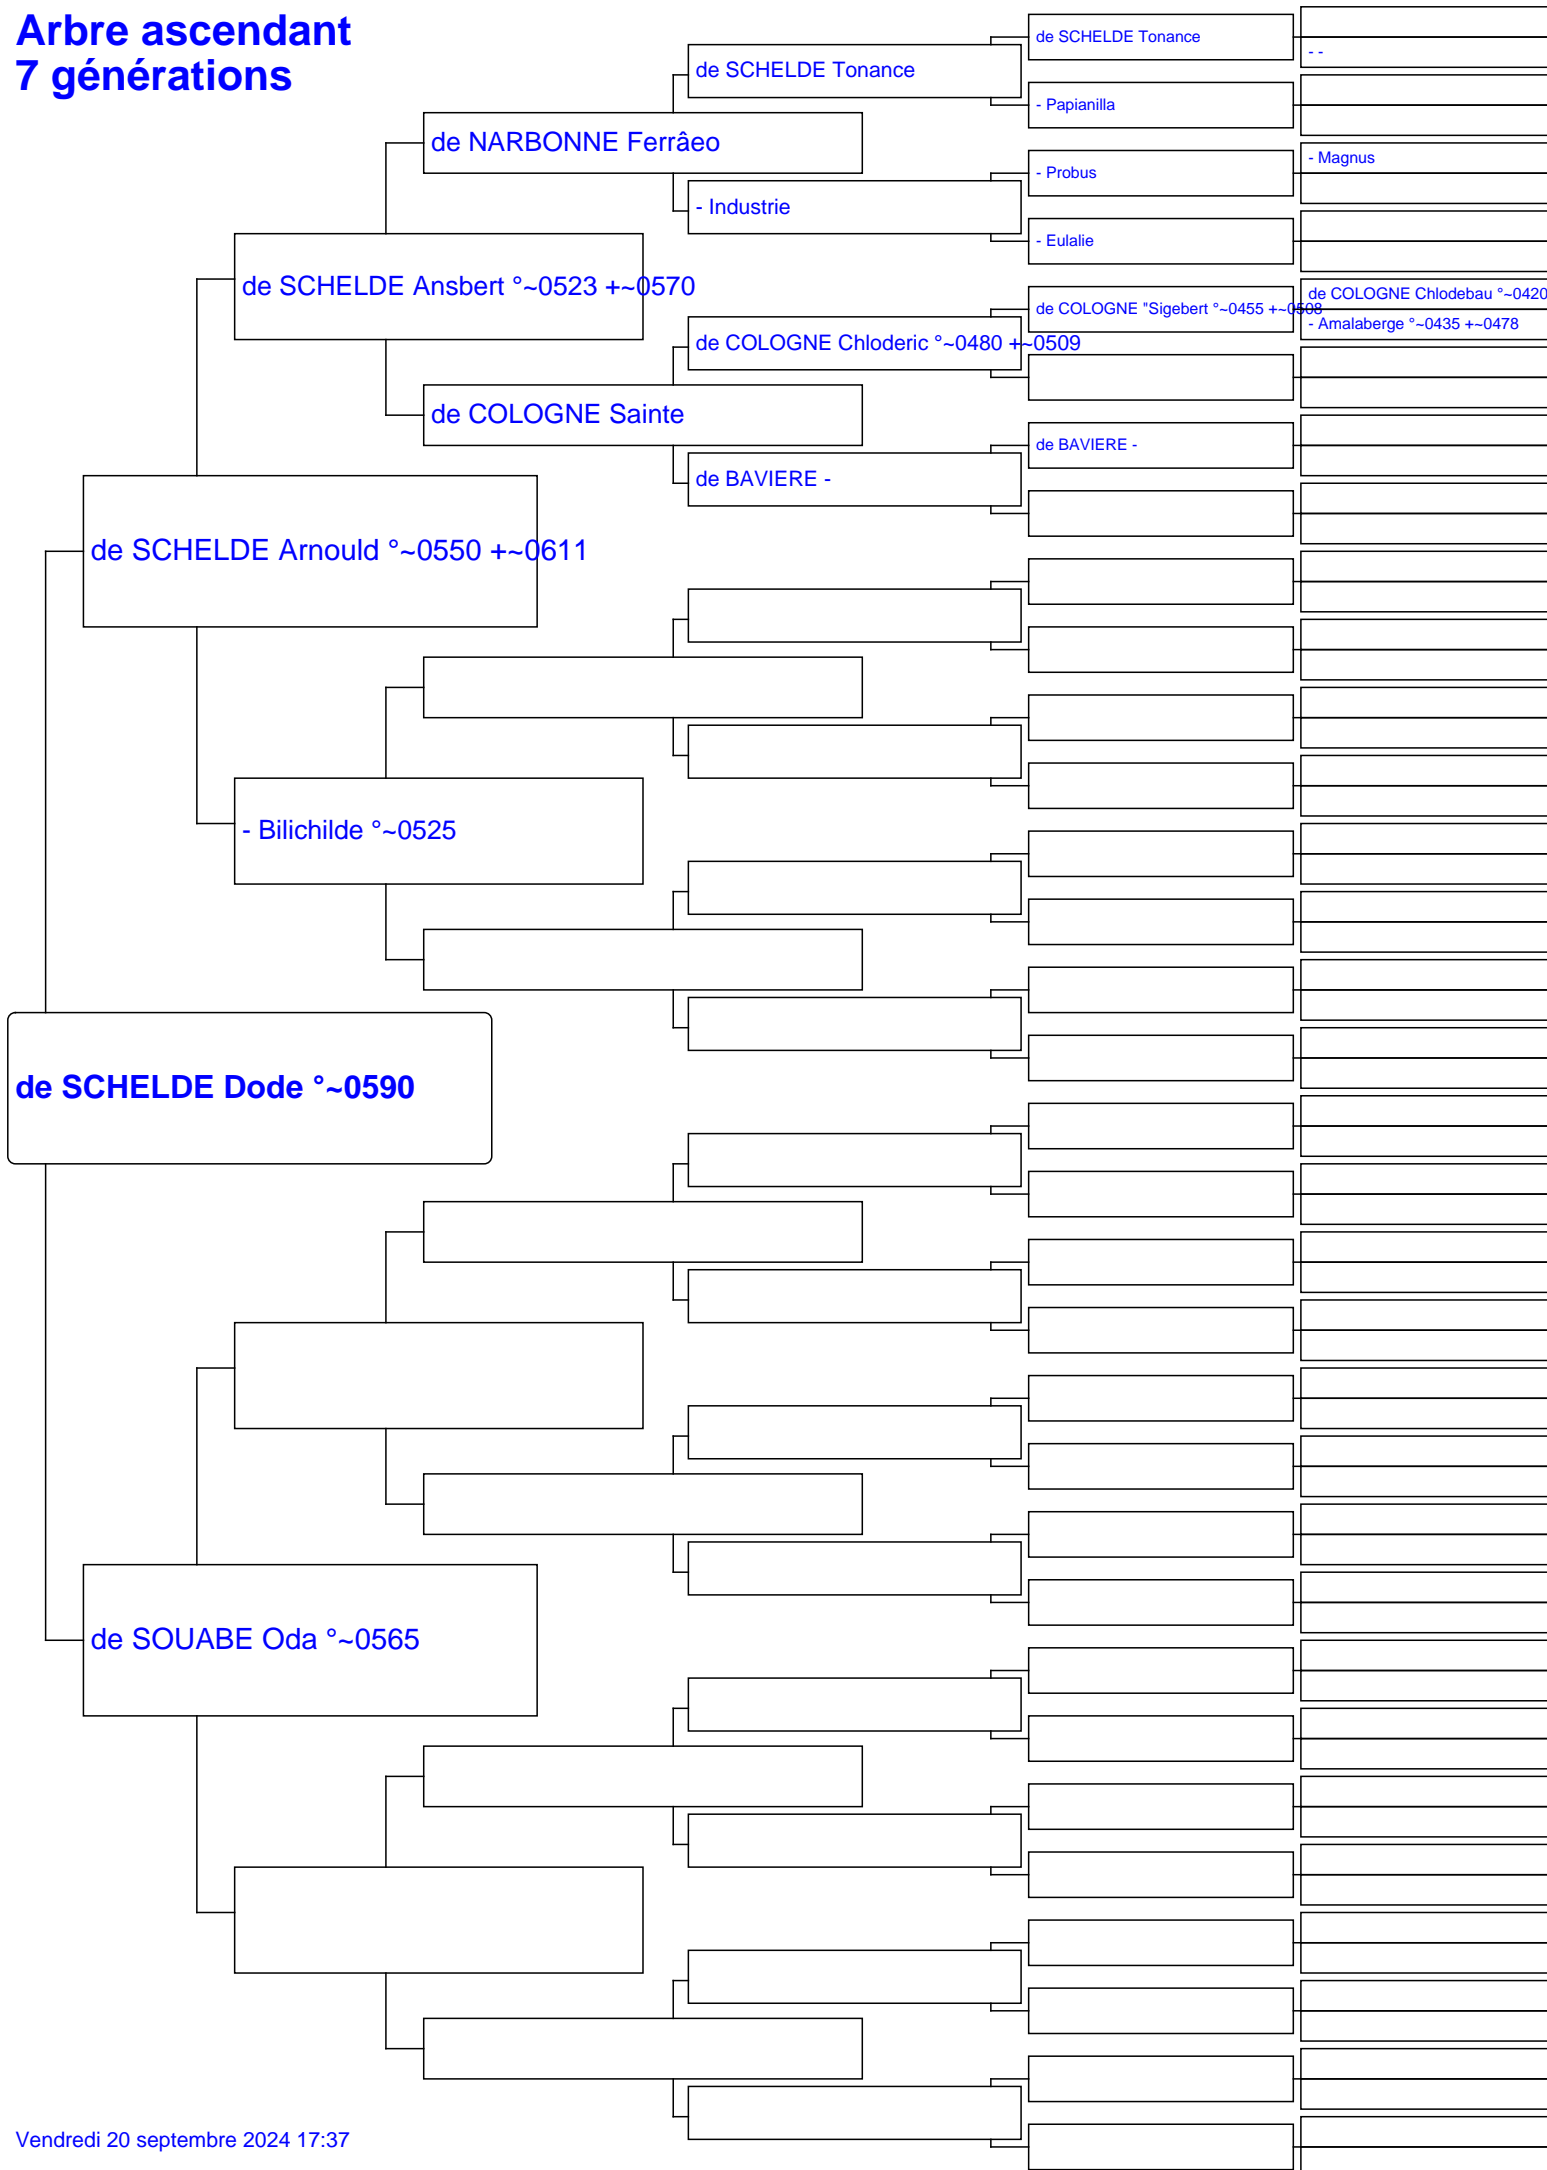 Arbre ascendant
7 générations
de SCHELDE Tonance
- -
de SCHELDE Tonance
- Papianilla
de NARBONNE Ferrâeo
- Magnus
- Probus
- Industrie
- Eulalie
de SCHELDE Ansbert °~0523 +~0570
de COLOGNE Chlodebau °~0420
de COLOGNE "Sigebert °~0455 +~0508
- Amalaberge °~0435 +~0478
de COLOGNE Chloderic °~0480 +~0509
de COLOGNE Sainte
de BAVIERE -
de BAVIERE -
de SCHELDE Arnould °~0550 +~0611
- Bilichilde °~0525
de SCHELDE Dode °~0590
de SOUABE Oda °~0565
Vendredi 20 septembre 2024 17:37